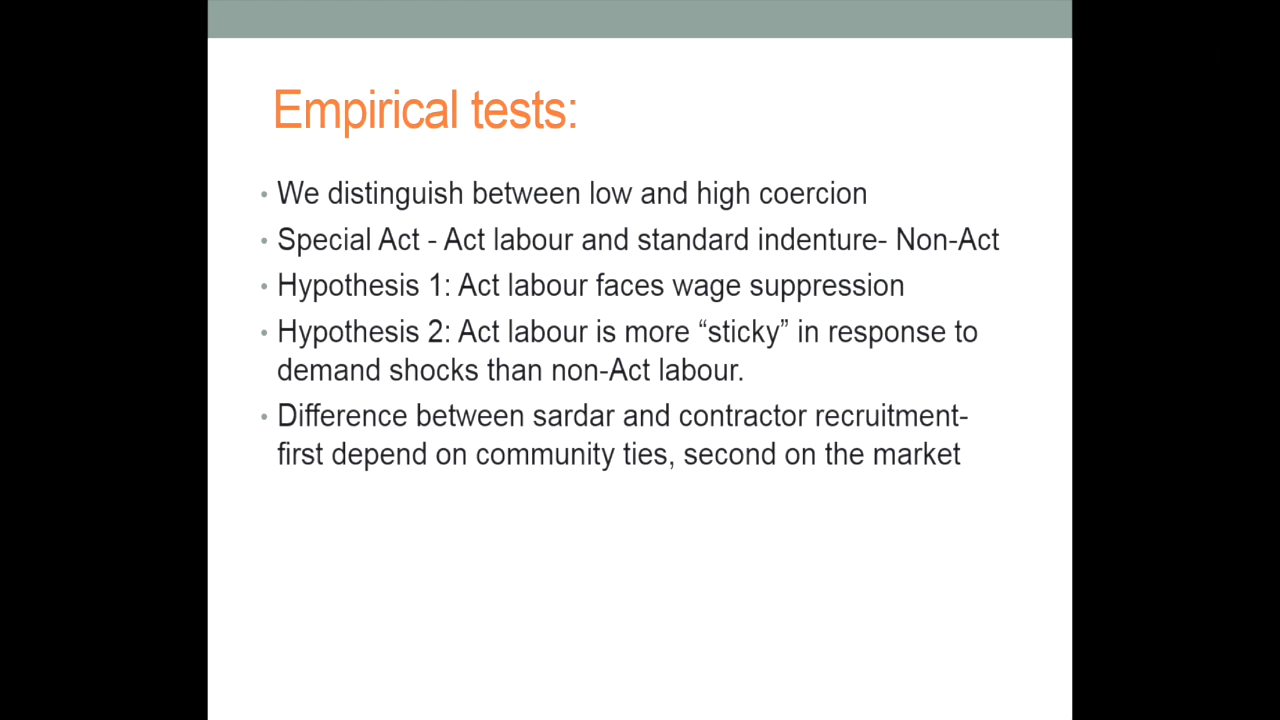 Empirical tests:
• We distinguish between low and high coercion
• Special Act - Act labour and standard indenture- Non-Act
• Hypothesis 1: Act labour faces wage suppression
• Hypothesis 2: Act labour is more “sticky” in response to
demand shocks than non-Act labour.
• Difference between sardar and contractor recruitment-
first depend on community ties, second on the market